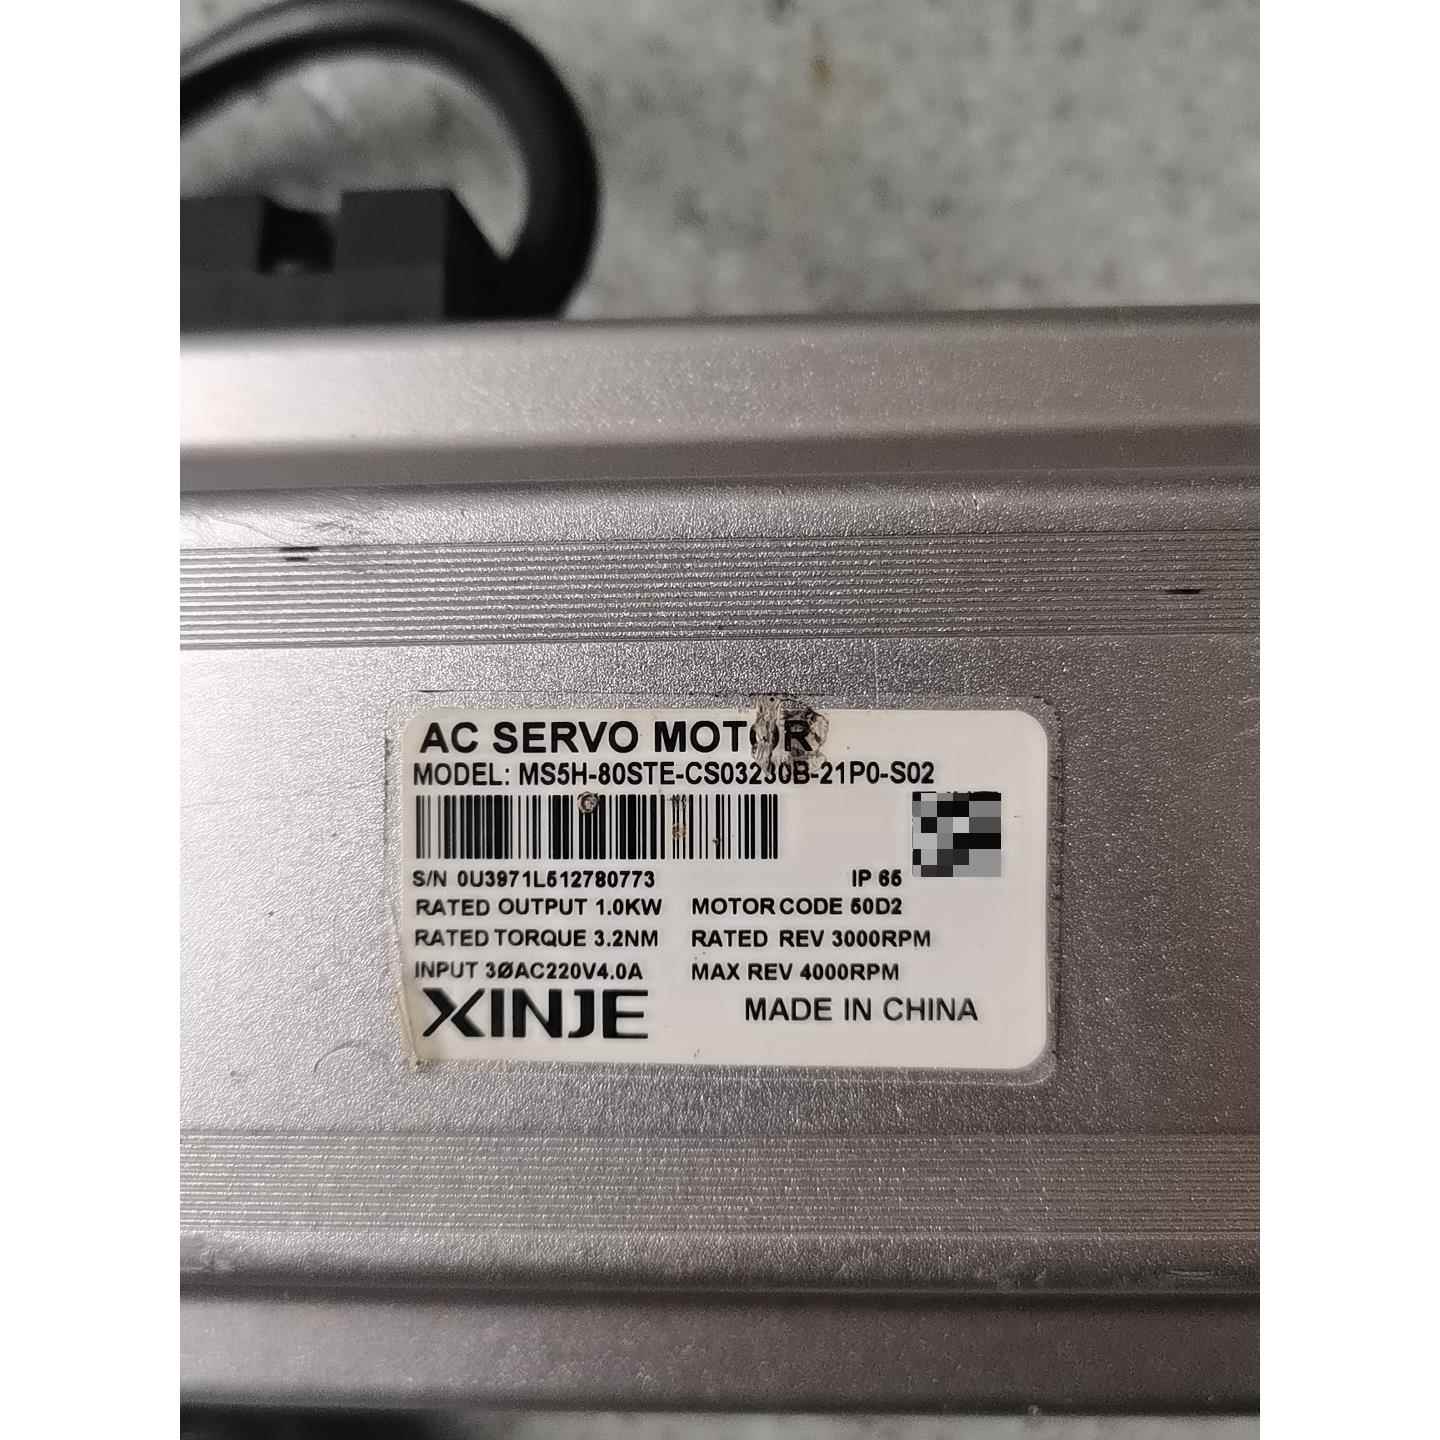 AC SERVO MOTOR
MODEL: MS5H-80STE-CS03230B-21P0-S02
S/N 0U3971L512780773 IP 65
RATED OUTPUT 1.0KW MOTOR CODE 50D2
RATED TORQUE 3.2NM RATED REV 3000RPM
INPUT 3ØAC220V4.0A MAX REV 4000RPM
XINJE MADE IN CHINA